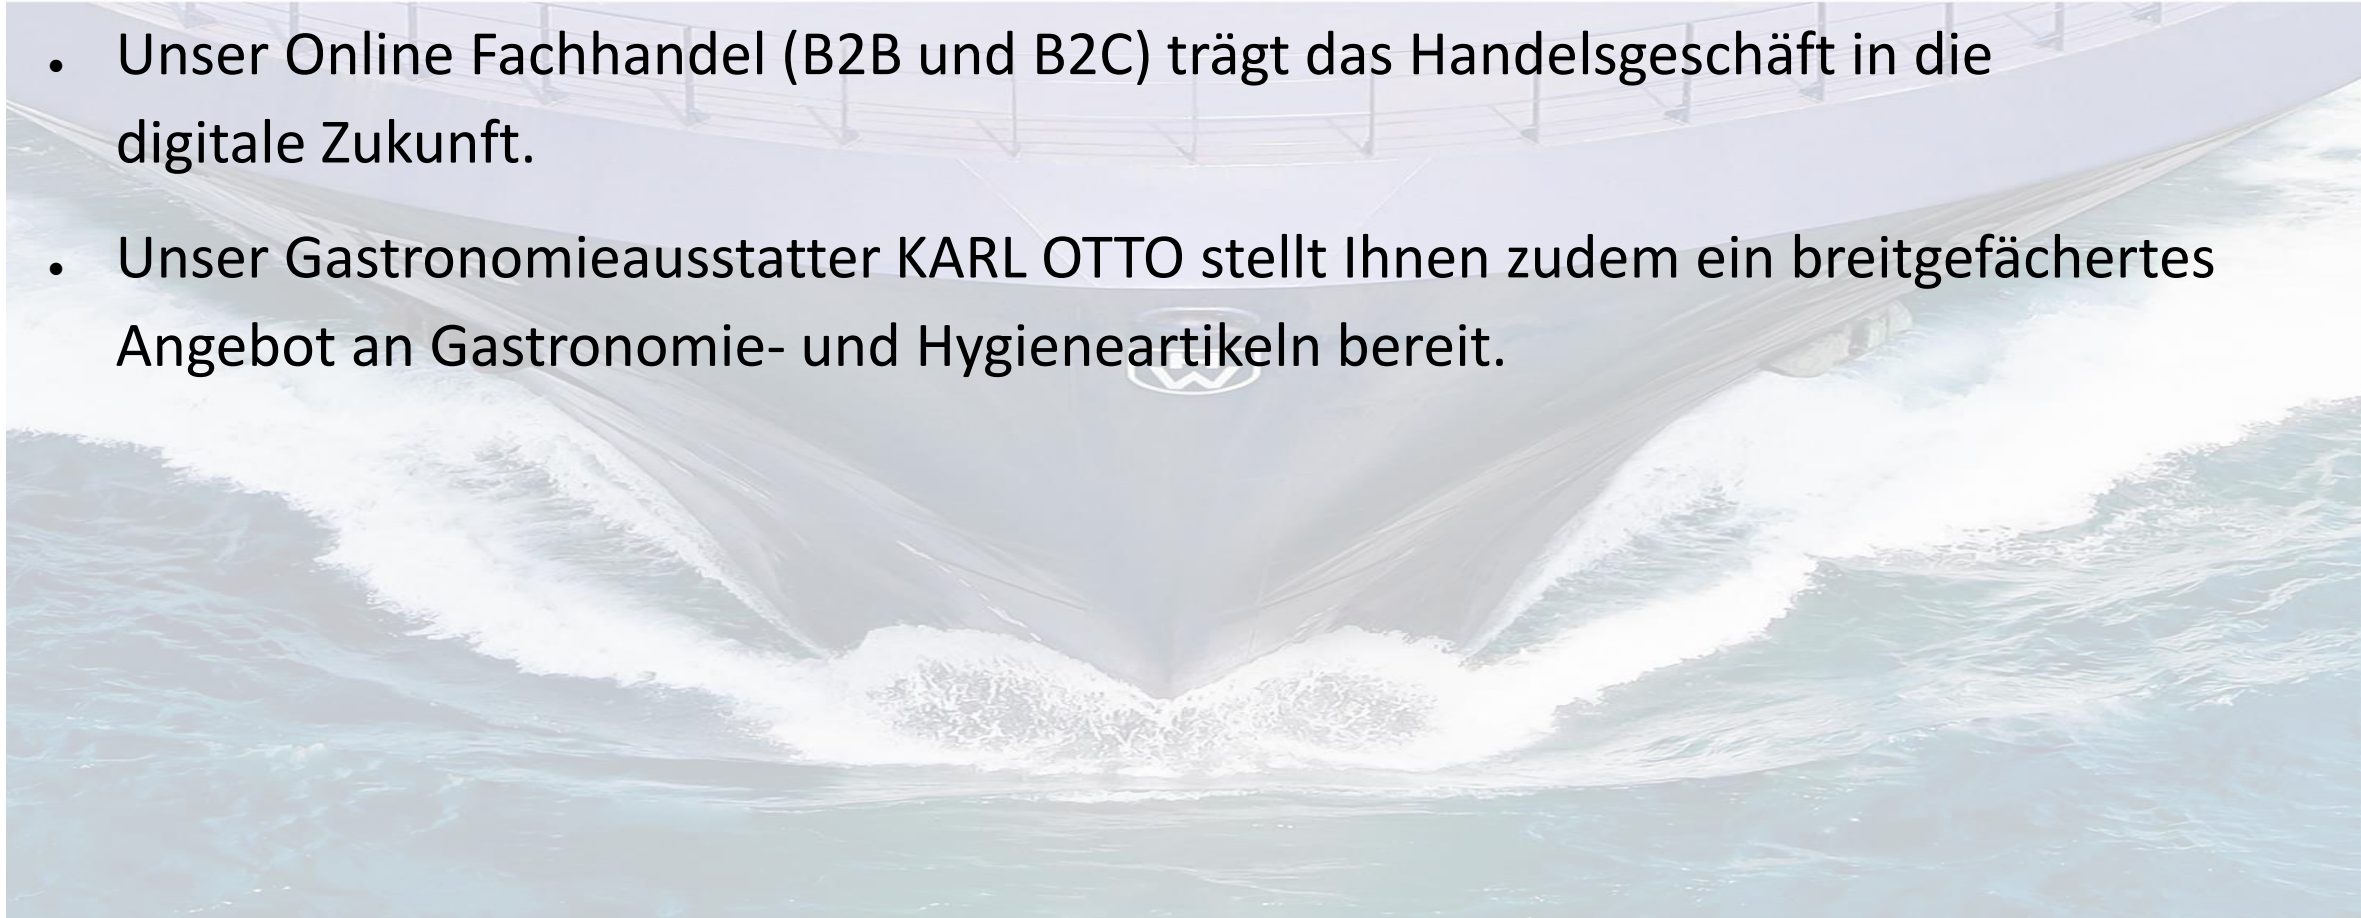 • Unser Online Fachhandel (B2B und B2C) trägt das Handelsgeschäft in die
digitale Zukunft.
• Unser Gastronomieausstatter KARL OTTO stellt Ihnen zudem ein breitgefächertes
Angebot an Gastronomie- und Hygieneartikeln bereit.